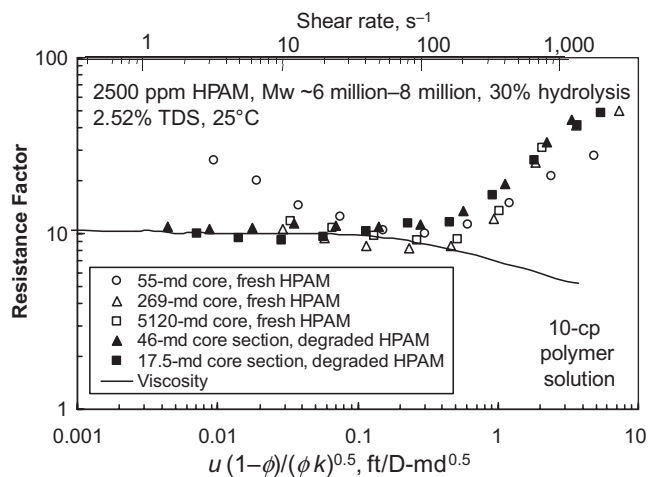 Shear rate, s⁻¹
1 10 100 1,000
100
2500 ppm HPAM, Mw ~6 million–8 million, 30% hydrolysis
2.52% TDS, 25°C
Resistance Factor
10
55-md core, fresh HPAM
269-md core, fresh HPAM
5120-md core, fresh HPAM
46-md core section, degraded HPAM
17.5-md core section, degraded HPAM
Viscosity
10-cp
polymer
solution
1
0.001 0.01 0.1 1 10
u (1–ϕ)/(ϕ k)^0.5, ft/D-md^0.5